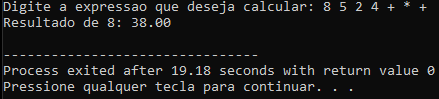 Digite a expressao que deseja calcular: 8 5 2 4 + * +
Resultado de 8: 38.00

--------------------------------
Process exited after 19.18 seconds with return value 0
Pressione qualquer tecla para continuar. . .